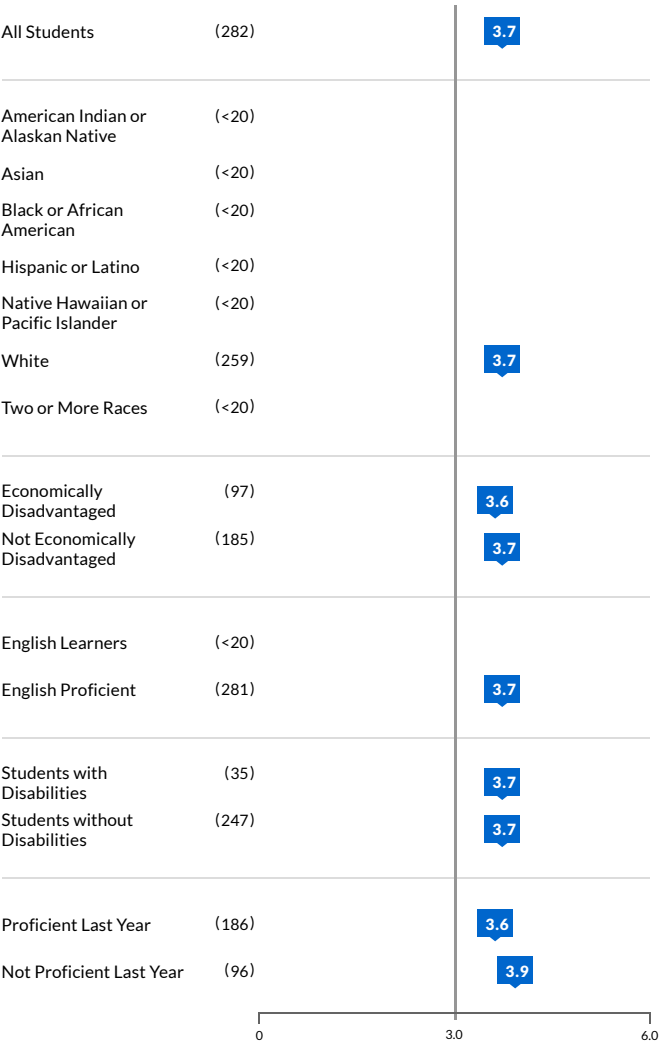 All Students (282) 3.7
American Indian or (<20)
Alaskan Native
Asian (<20)
Black or African (<20)
American
Hispanic or Latino (<20)
Native Hawaiian or (<20)
Pacific Islander
White (259) 3.7
Two or More Races (<20)
Economically (97) 3.6
Disadvantaged
Not Economically (185) 3.7
Disadvantaged
English Learners (<20)
English Proficient (281) 3.7
Students with (35) 3.7
Disabilities
Students without (247) 3.7
Disabilities
Proficient Last Year (186) 3.6
Not Proficient Last Year (96) 3.9
0 3.0 6.0